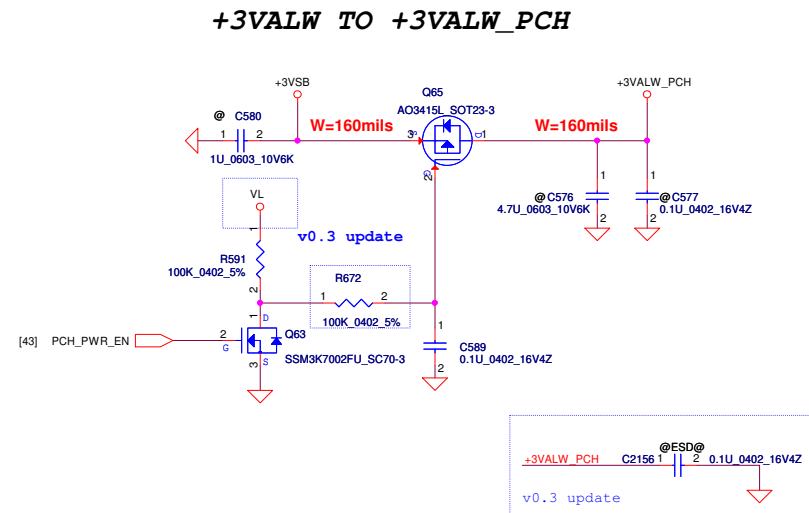 +3VALW TO +3VALW_PCH
+3VSB
Q65
+3VALW_PCH
AO3415L_SOT23-3
@ C580
W=160mils
W=160mils
1 2
3 S
D 1
1U_0603_10V6K
G
2
1
1
@ C576
@ C577
4.7U_0603_10V6K
0.1U_0402_16V4Z
2
2
VL
v0.3 update
1
R591
100K_0402_5%
2
R672
1 2
100K_0402_5%
1
D
[43] PCH_PWR_EN
2
G
Q63
S
3
SSM3K7002FU_SC70-3
1
C589
0.1U_0402_16V4Z
2
@ESD@
+3VALW_PCH
C2156 1 2 0.1U_0402_16V4Z
v0.3 update